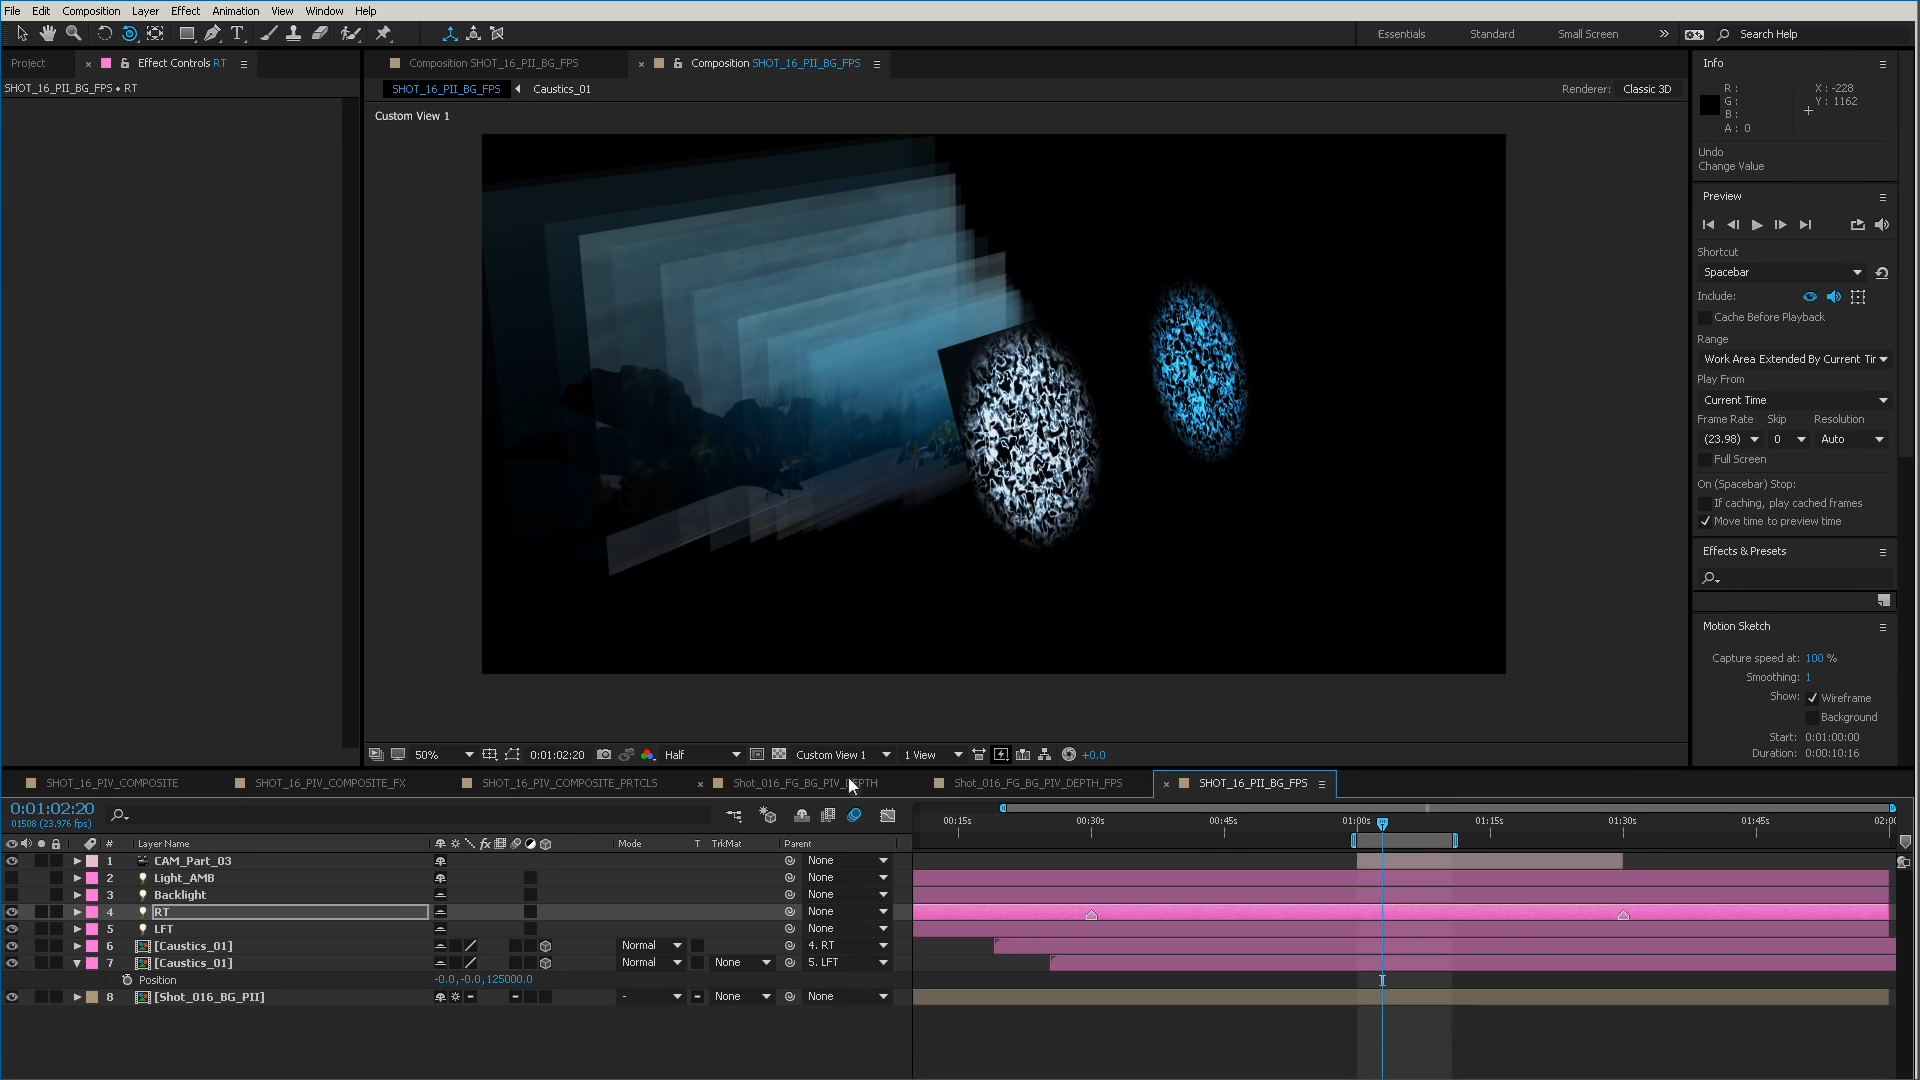 File Edit Composition Layer Effect Animation View Window Help
Essentials Standard Small Screen Search Help
Project Effect Controls RT
SHOT_16_PII_BG_FPS • RT
Composition SHOT_16_PII_BG_FPS Composition SHOT_16_PII_BG_FPS
SHOT_16_PII_BG_FPS Caustics_01
Renderer: Classic 3D
Custom View 1
Info
R :
G :
B :
A : 0
X : -228
Y : 1162
Undo
Change Value
Preview
Shortcut
Spacebar
Include:
Cache Before Playback
Range
Work Area Extended By Current Tir
Play From
Current Time
Frame Rate Skip Resolution
(23.98) 0 Auto
Full Screen
On (Spacebar) Stop:
If caching, play cached frames
Move time to preview time
Effects & Presets
Motion Sketch
Capture speed at: 100 %
Smoothing: 1
Show: Wireframe
Background
Start: 0:01:00:00
Duration: 0:00:10:16
50% 0:01:02:20 Half Custom View 1 1 View +0.0
SHOT_16_PIV_COMPOSITE SHOT_16_PIV_COMPOSITE_FX SHOT_16_PIV_COMPOSITE_PRTCLS Shot_016_FG_BG_PIV_DEPTH Shot_016_FG_BG_PIV_DEPTH_FPS SHOT_16_PII_BG_FPS
0:01:02:20
01508 (23.976 fps)
00:15s 00:30s 00:45s 01:00s 01:15s 01:30s 01:45s 02:00
# Layer Name fx Mode T TrkMat Parent
1 CAM_Part_03 None
2 Light_AMB None
3 Backlight None
4 RT None
5 LFT None
6 [Caustics_01] Normal 4. RT
7 [Caustics_01] Normal None 5. LFT
Position -0.0,-0.0,125000.0
8 [Shot_016_BG_PII] - None None